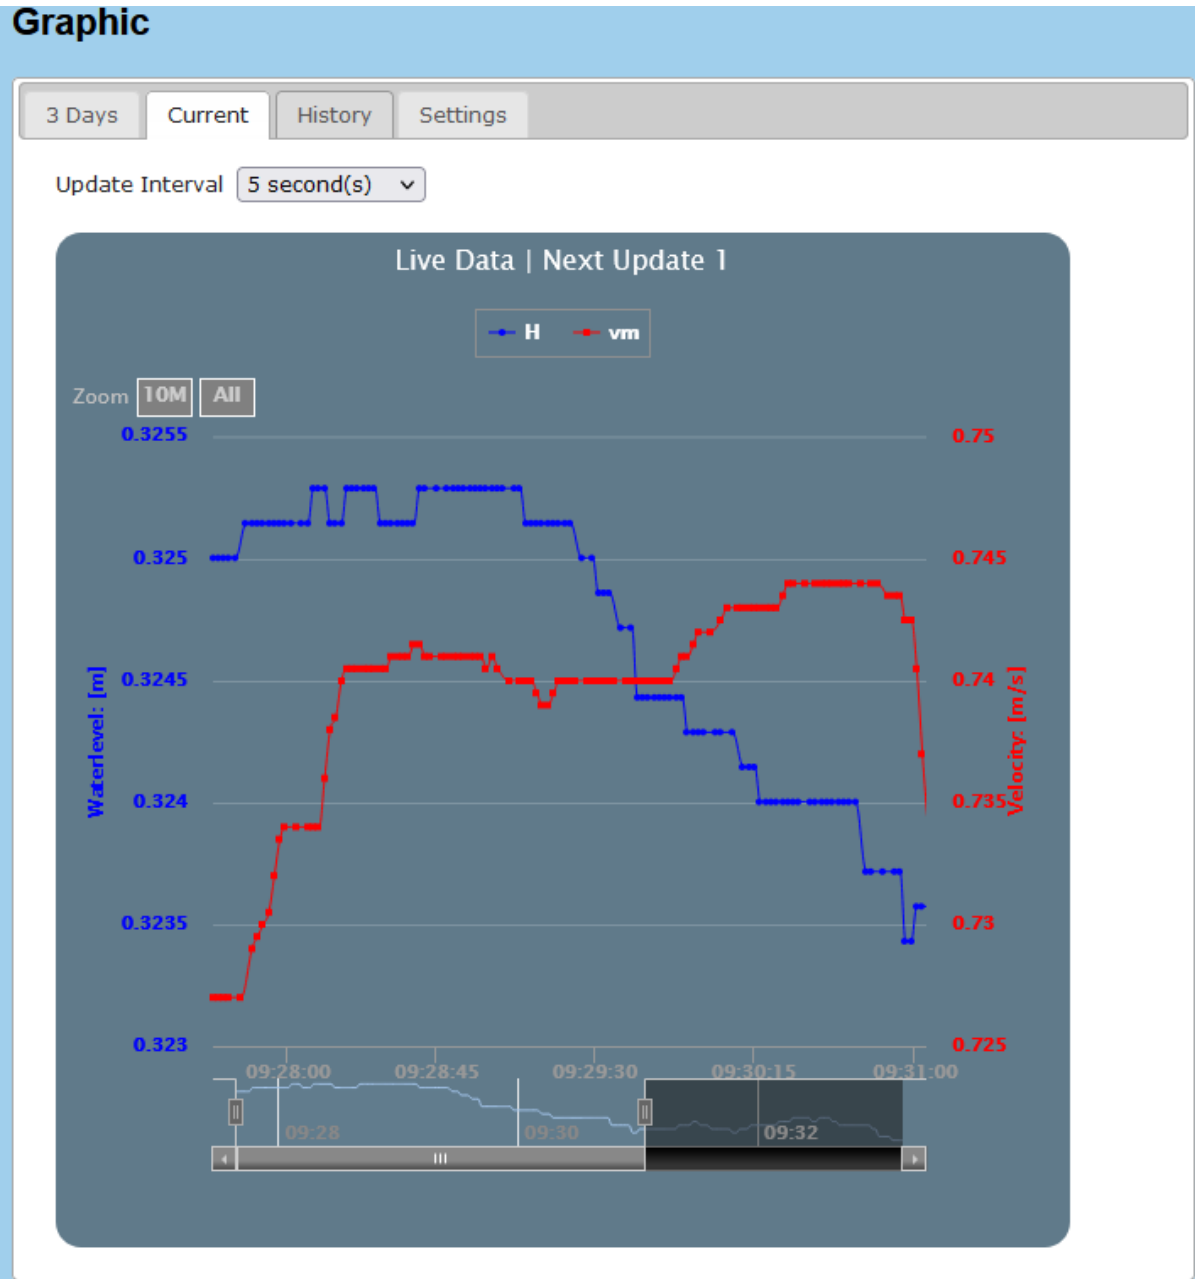 Graphic
3 Days Current History Settings
Update Interval 5 second(s)
Live Data | Next Update 1
H vm
Zoom 10M All
0.3255 0.75
0.325 0.745
0.3245 0.74
0.324 0.735
0.3235 0.73
0.323 0.725
Waterlevel: [m]
Velocity: [m/s]
09:28:00 09:28:45 09:29:30 09:30:15 09:31:00
09:28 09:30 09:32